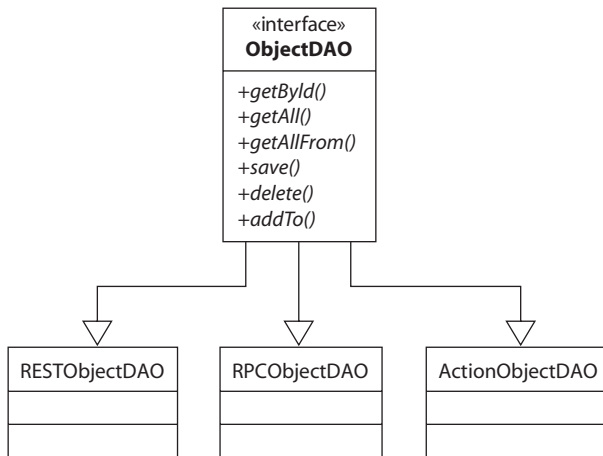 «interface»
ObjectDAO
+getById()
+getAll()
+getAllFrom()
+save()
+delete()
+addTo()
RESTObjectDAO
RPCObjectDAO
ActionObjectDAO